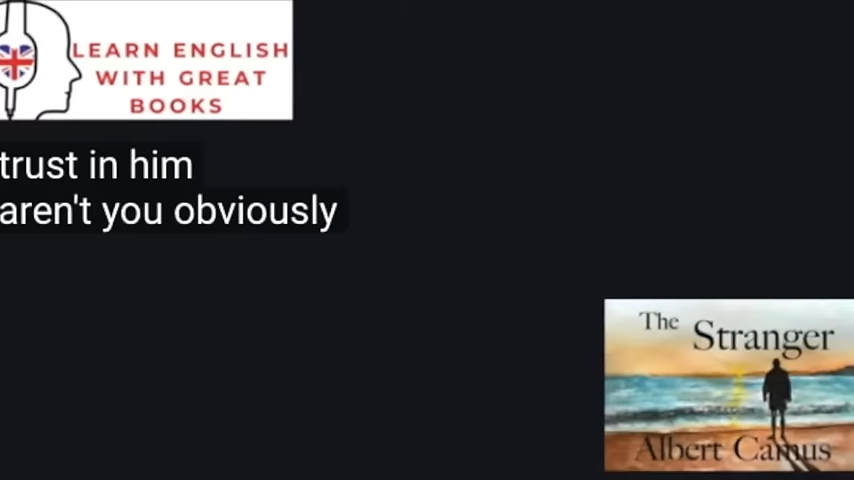 LEARN ENGLISH
WITH GREAT
BOOKS
trust in him
aren't you obviously
The Stranger
Albert Camus